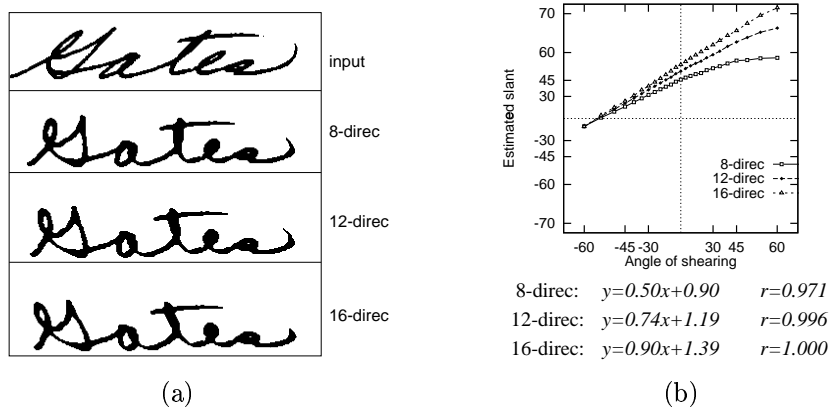 Gates
input
Gates
8-direc
Gates
12-direc
Gates
16-direc
(a)
70
60
45
30
-30
-45
-60
-70
Estimated slant
8-direc
12-direc
16-direc
-60 -45 -30 30 45 60
Angle of shearing
8-direc: y=0.50x+0.90 r=0.971
12-direc: y=0.74x+1.19 r=0.996
16-direc: y=0.90x+1.39 r=1.000
(b)